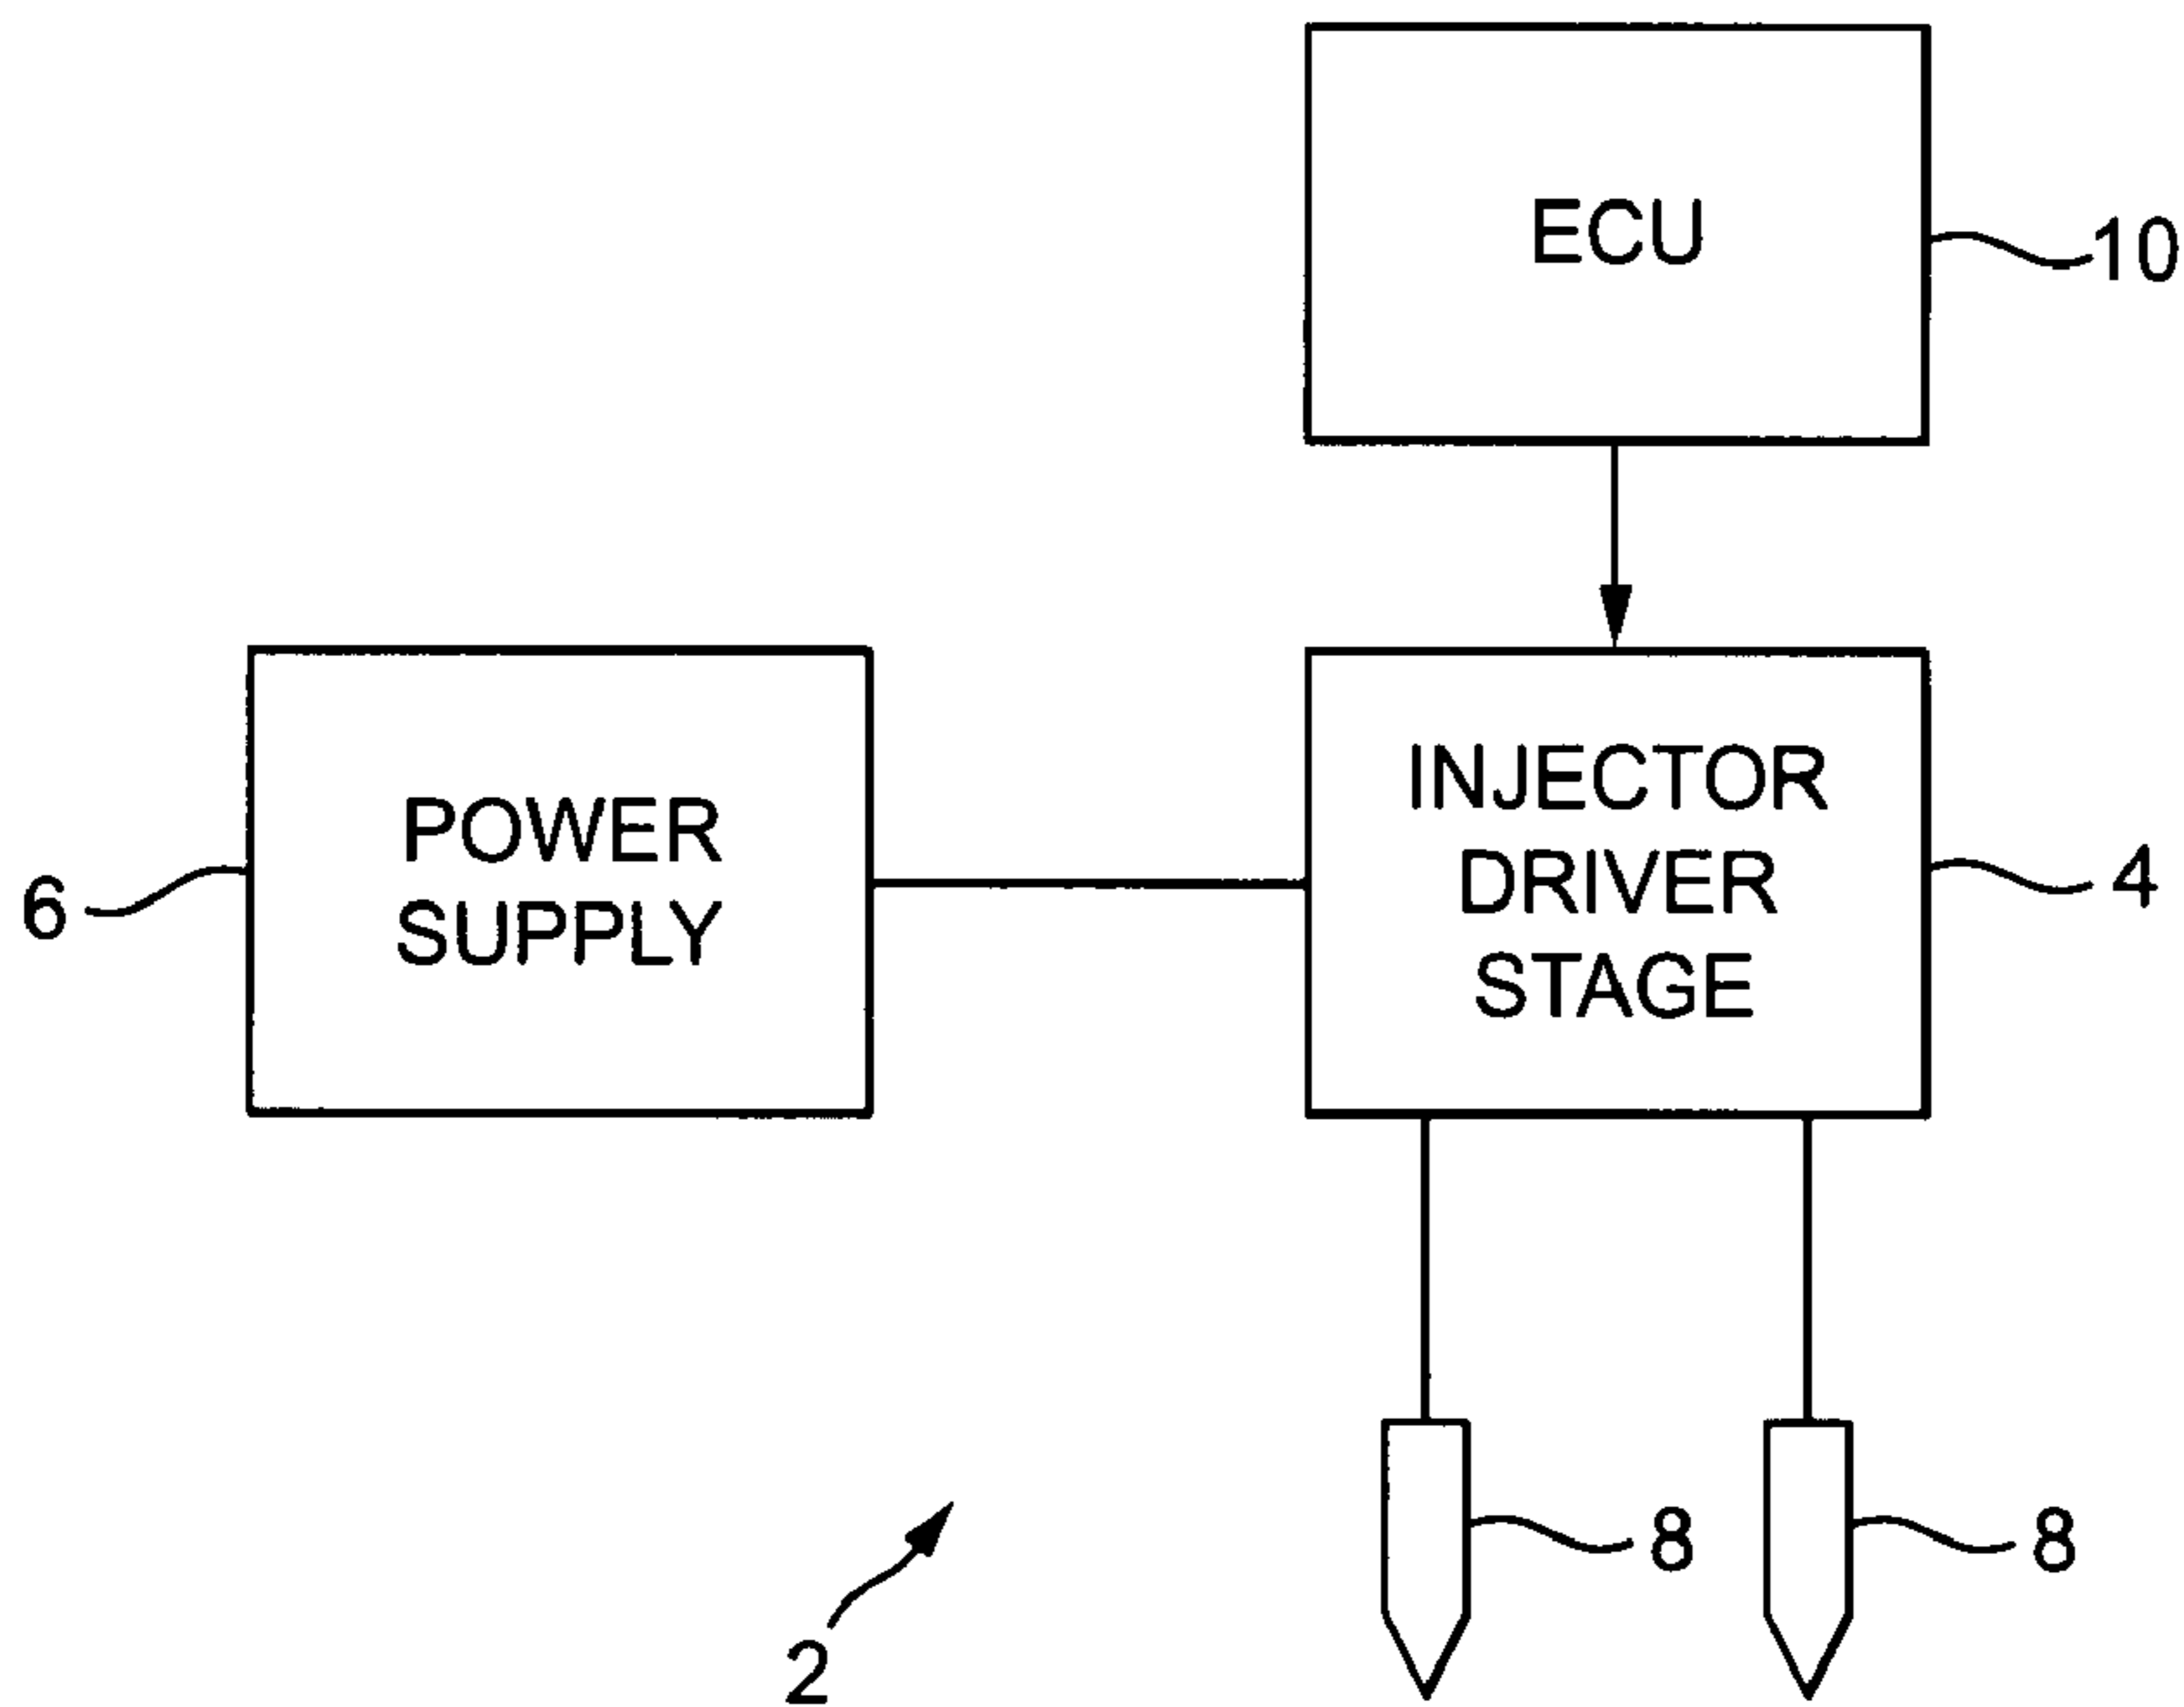 ECU
10
POWER
SUPPLY
6
INJECTOR
DRIVER
STAGE
4
8
8
2